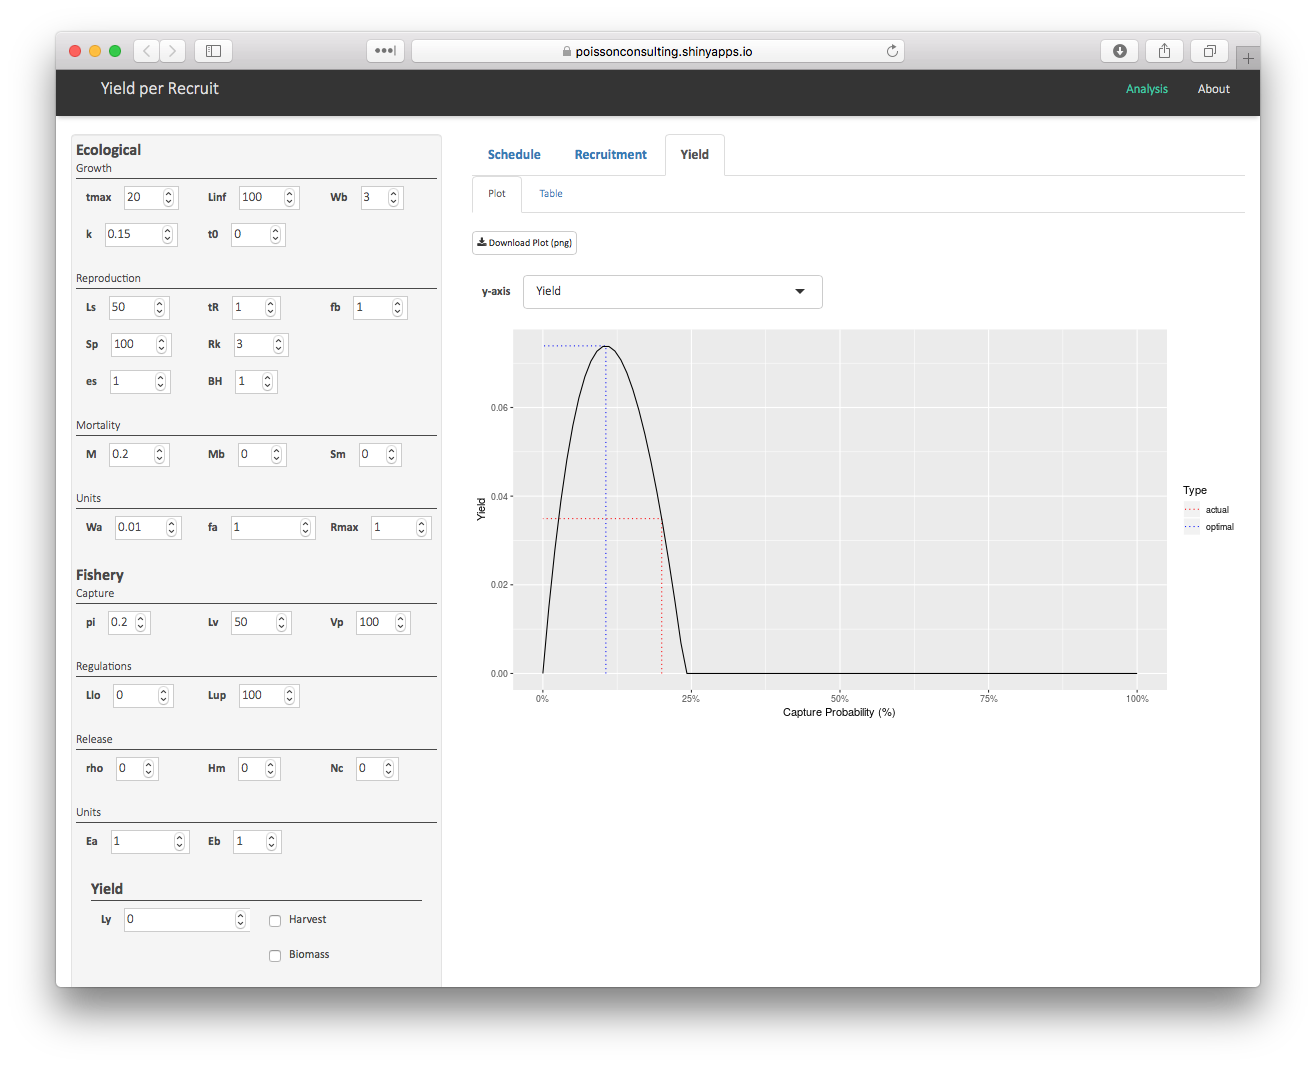 poissonconsulting.shinyapps.io
Yield per Recruit
Analysis About
Ecological
Growth
tmax 20 Linf 100 Wb 3
k 0.15 t0 0
Reproduction
Ls 50 tR 1 fb 1
Sp 100 Rk 3
es 1 BH 1
Mortality
M 0.2 Mb 0 Sm 0
Units
Wa 0.01 fa 1 Rmax 1
Fishery
Capture
pi 0.2 Lv 50 Vp 100
Regulations
Llo 0 Lup 100
Release
rho 0 Hm 0 Nc 0
Units
Ea 1 Eb 1
Yield
Ly 0 Harvest
Biomass
Schedule Recruitment Yield
Plot Table
Download Plot (png)
y-axis Yield
0.06
0.04
0.02
0.00
Yield
0% 25% 50% 75% 100%
Capture Probability (%)
Type
actual
optimal